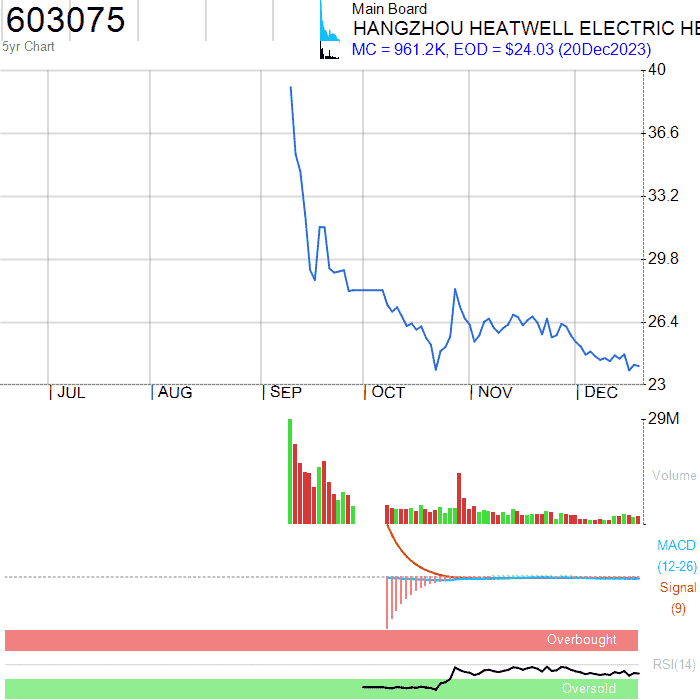 603075
5yr Chart
Main Board
HANGZHOU HEATWELL ELECTRIC HE
MC = 961.2K, EOD = $24.03 (20Dec2023)
40
36.6
33.2
29.8
26.4
23
JUL
AUG
SEP
OCT
NOV
DEC
29M
Volume
MACD
(12-26)
Signal
(9)
Overbought
RSI(14)
Oversold